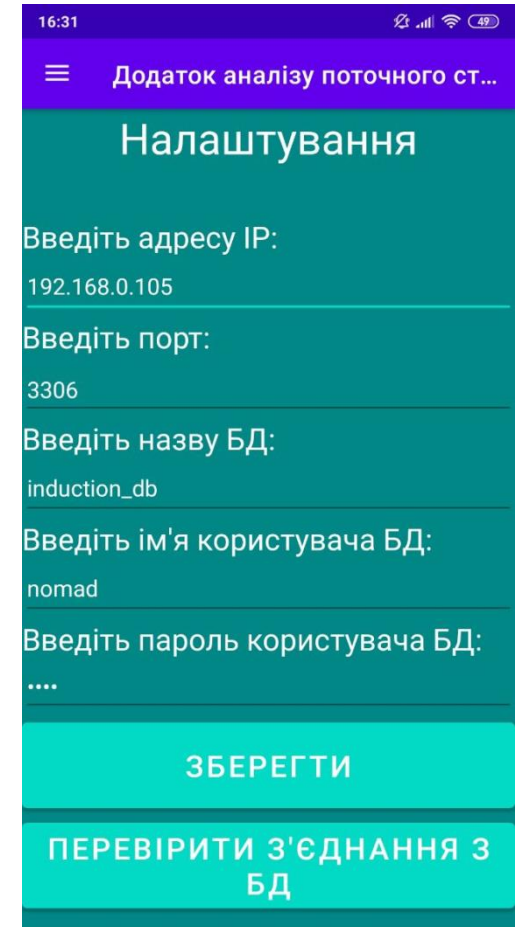 16:31
49
Додаток аналізу поточного ст...
Налаштування
Введіть адресу IP:
192.168.0.105
Введіть порт:
3306
Введіть назву БД:
induction_db
Введіть ім'я користувача БД:
nomad
Введіть пароль користувача БД:
••••
ЗБЕРЕГТИ
ПЕРЕВІРИТИ З'ЄДНАННЯ З
БД